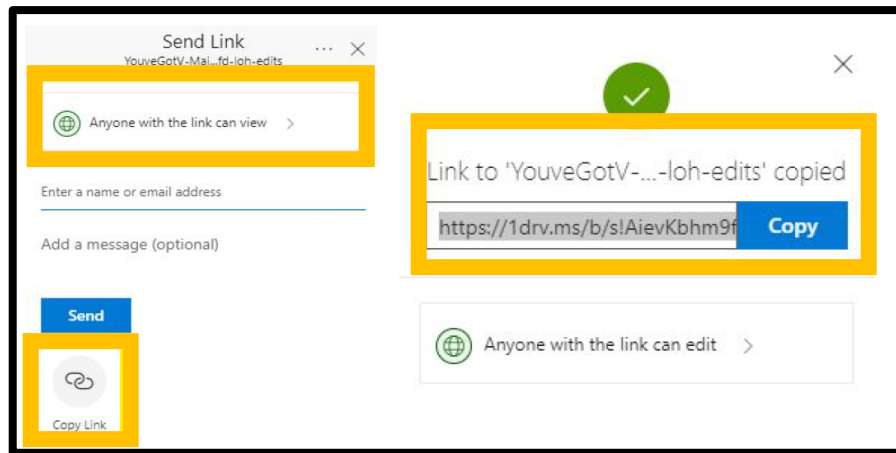 Send Link
YouveGotV-Mai...fd-loh-edits
Anyone with the link can view
Enter a name or email address
Add a message (optional)
Send
Copy Link
Link to 'YouveGotV-...-loh-edits' copied
https://1drv.ms/b/s!AievKbhm9f
Copy
Anyone with the link can edit